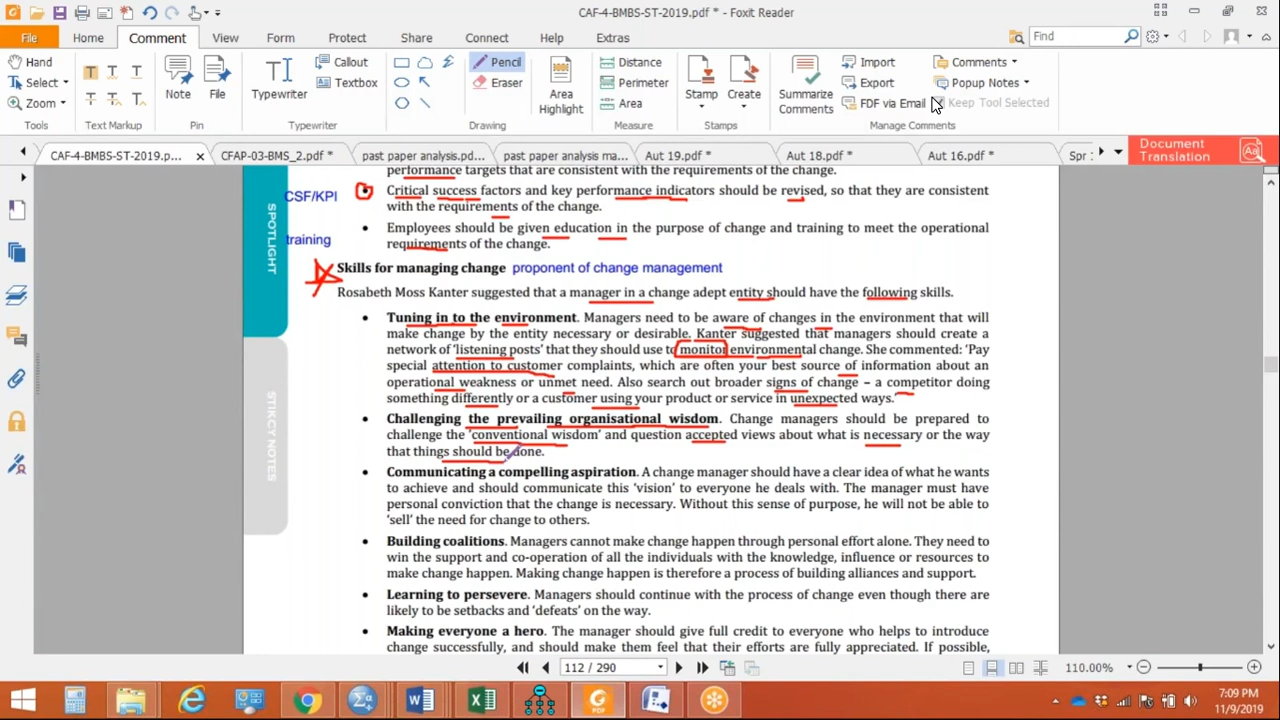 CAF-4-BMBS-ST-2019.pdf * - Foxit Reader
File
Home
Comment
View
Form
Protect
Share
Connect
Help
Extras
Find
Hand
Select
Zoom
Tools
T T T
T T T
Text Markup
Note
File
Pin
Typewriter
Callout
Textbox
Typewriter
Pencil
Eraser
Area
Highlight
Drawing
Distance
Perimeter
Area
Measure
Stamp
Create
Stamps
Summarize
Comments
Import
Export
FDF via Email
Comments
Popup Notes
Keep Tool Selected
Manage Comments
CAF-4-BMBS-ST-2019.p...
CFAP-03-BMS_2.pdf *
past paper analysis.pd...
past paper analysis ma...
Aut 19.pdf *
Aut 18.pdf *
Aut 16.pdf *
Spr :
Document
Translation
SPOTLIGHT
STIKCY NOTES
performance targets that are consistent with the requirements of the change.
CSF/KPI
• Critical success factors and key performance indicators should be revised, so that they are consistent
with the requirements of the change.
• Employees should be given education in the purpose of change and training to meet the operational
training
requirements of the change.
Skills for managing change proponent of change management
Rosabeth Moss Kanter suggested that a manager in a change adept entity should have the following skills.
• Tuning in to the environment. Managers need to be aware of changes in the environment that will
make change by the entity necessary or desirable. Kanter suggested that managers should create a
network of ‘listening posts’ that they should use to monitor environmental change. She commented: ‘Pay
special attention to customer complaints, which are often your best source of information about an
operational weakness or unmet need. Also search out broader signs of change – a competitor doing
something differently or a customer using your product or service in unexpected ways.
• Challenging the prevailing organisational wisdom. Change managers should be prepared to
challenge the ‘conventional wisdom’ and question accepted views about what is necessary or the way
that things should be done.
• Communicating a compelling aspiration. A change manager should have a clear idea of what he wants
to achieve and should communicate this ‘vision’ to everyone he deals with. The manager must have
personal conviction that the change is necessary. Without this sense of purpose, he will not be able to
‘sell’ the need for change to others.
• Building coalitions. Managers cannot make change happen through personal effort alone. They need to
win the support and co-operation of all the individuals with the knowledge, influence or resources to
make change happen. Making change happen is therefore a process of building alliances and support.
• Learning to persevere. Managers should continue with the process of change even though there are
likely to be setbacks and ‘defeats’ on the way.
• Making everyone a hero. The manager should give full credit to everyone who helps to introduce
change successfully, and should make them feel that their efforts are fully appreciated. If possible,
112 / 290
110.00%
7:09 PM
11/9/2019